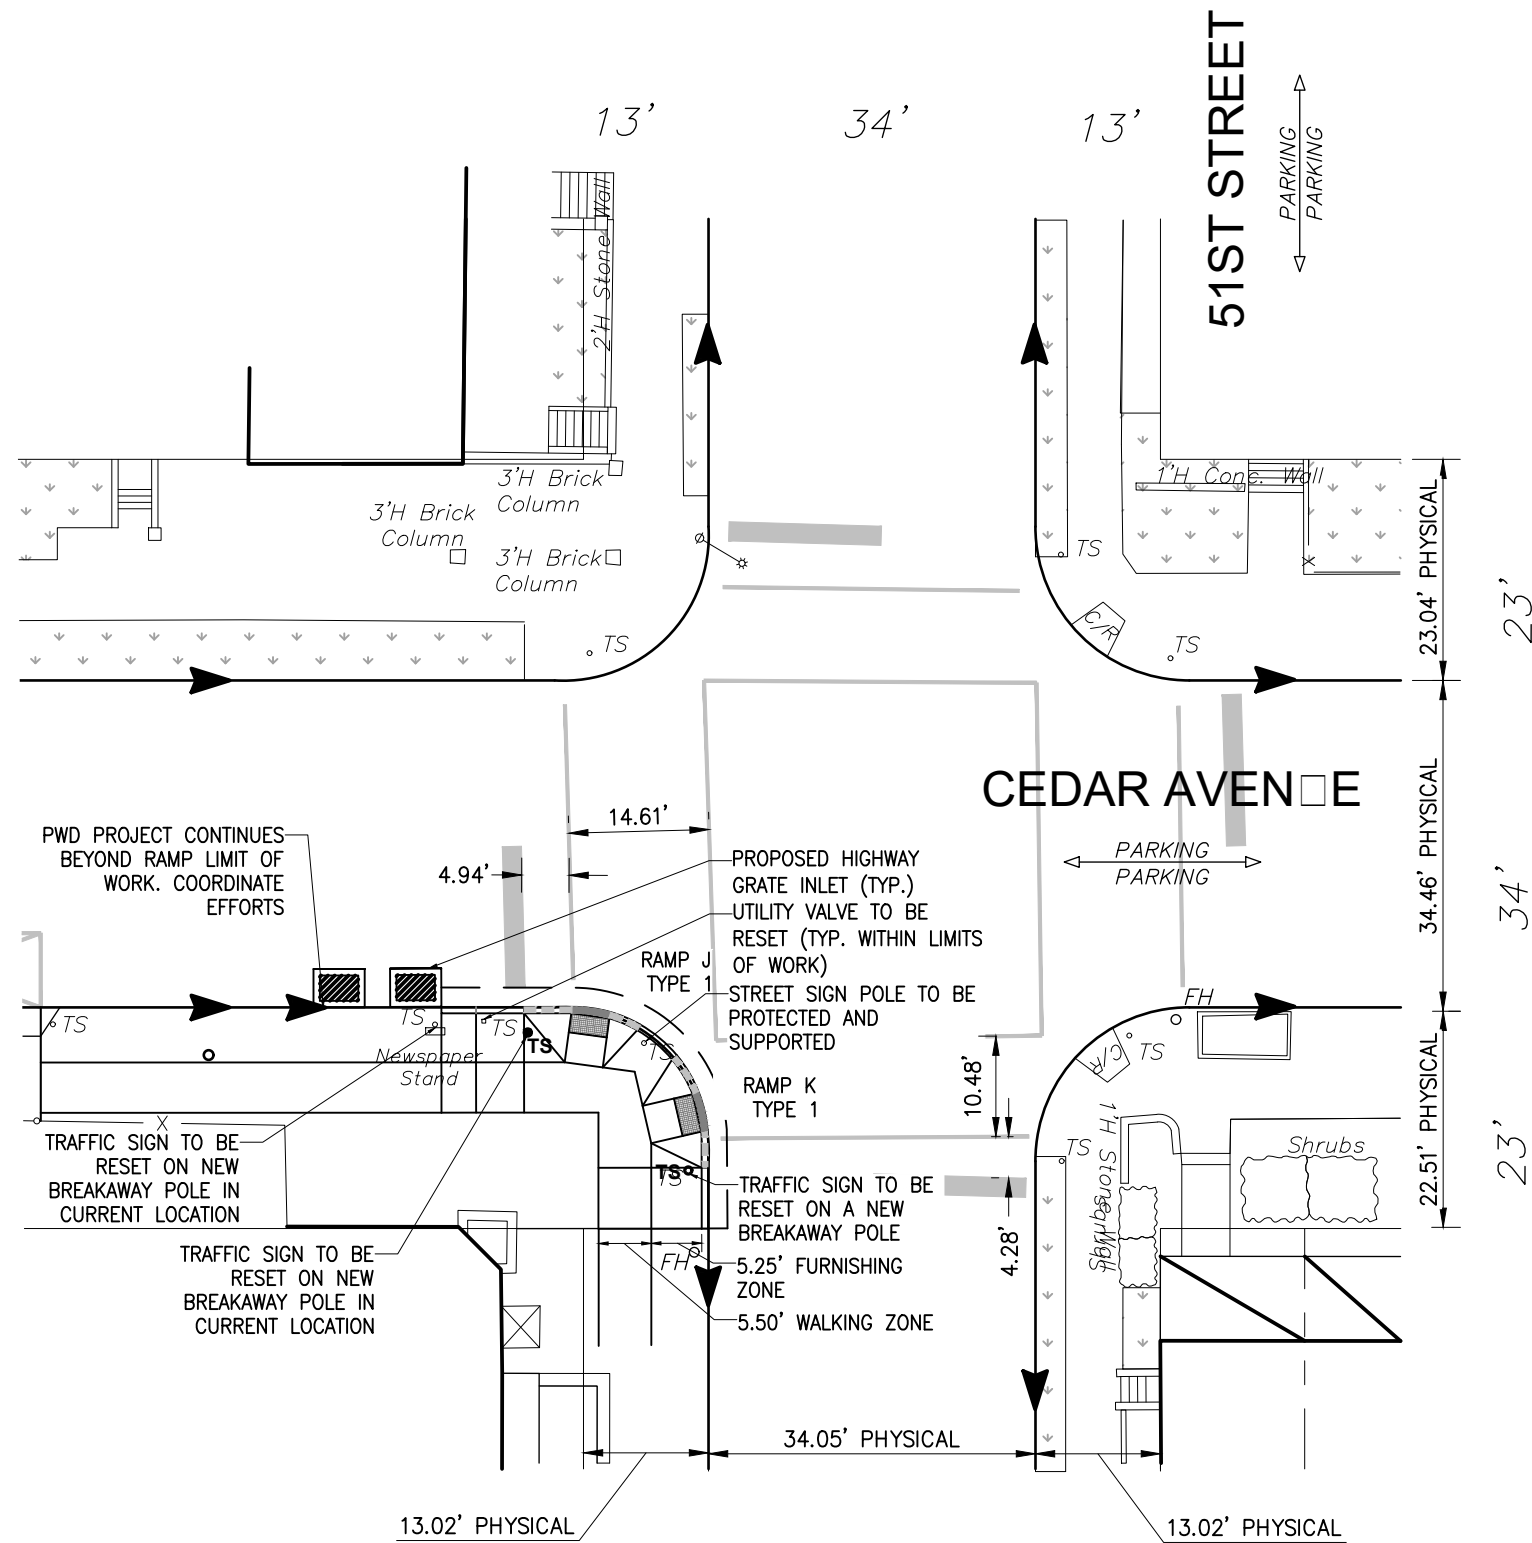 13'
34'
13'
51ST STREET
PARKING
PARKING
2'H Stone Wall
3'H Brick
Column
3'H Brick
Column
3'H Brick
Column
1'H Conc. Wall
TS
C/R
TS
TS
23.04' PHYSICAL
23'
CEDAR AVEN□E
PARKING
PARKING
34.46' PHYSICAL
34'
14.61'
4.94'
PWD PROJECT CONTINUES
BEYOND RAMP LIMIT OF
WORK. COORDINATE
EFFORTS
PROPOSED HIGHWAY
GRATE INLET (TYP.)
UTILITY VALVE TO BE
RESET (TYP. WITHIN LIMITS
OF WORK)
RAMP J
TYPE 1
STREET SIGN POLE TO BE
PROTECTED AND
SUPPORTED
TS
TS
TS
TS
TS
Newspaper
Stand
RAMP K
TYPE 1
10.48'
FH
TS
C/R
22.51' PHYSICAL
23'
X
X
TRAFFIC SIGN TO BE
RESET ON NEW
BREAKAWAY POLE IN
CURRENT LOCATION
TS
TS
TRAFFIC SIGN TO BE
RESET ON A NEW
BREAKAWAY POLE
TS
1'H Stone Wall
Shrubs
4.28'
TRAFFIC SIGN TO BE
RESET ON NEW
BREAKAWAY POLE IN
CURRENT LOCATION
FH
5.25' FURNISHING
ZONE
5.50' WALKING ZONE
34.05' PHYSICAL
13.02' PHYSICAL
13.02' PHYSICAL